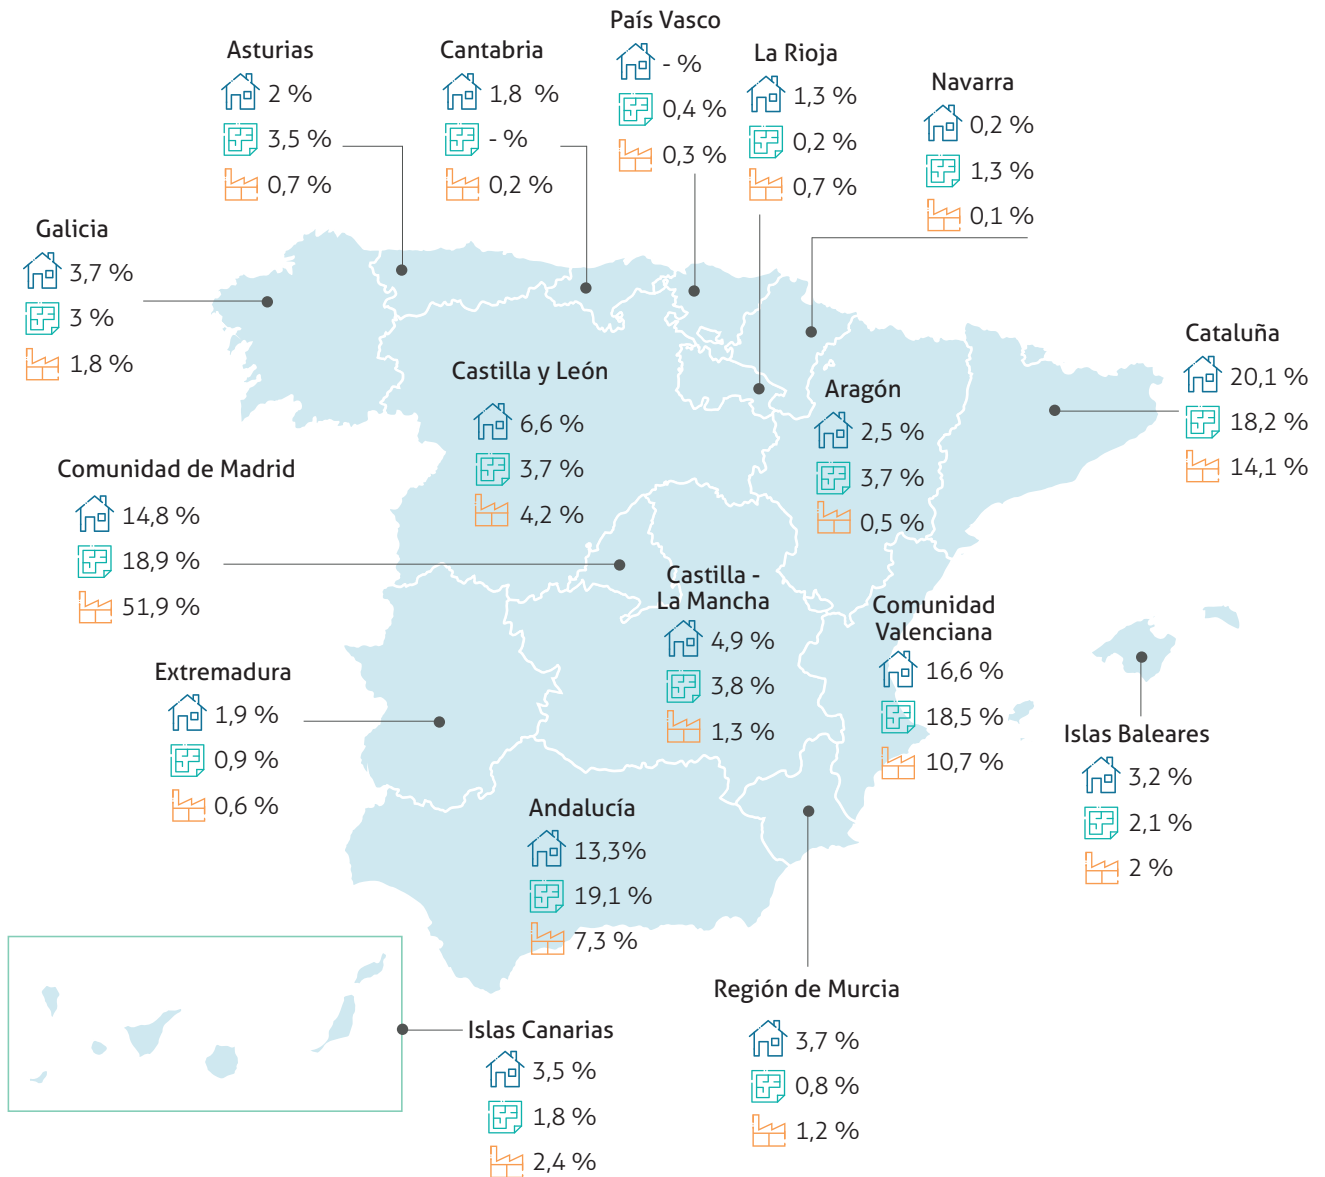 País Vasco
- %
0,4 %
0,3 %
Asturias
2 %
3,5 %
0,7 %
Cantabria
1,8 %
- %
0,2 %
La Rioja
1,3 %
0,2 %
0,7 %
Navarra
0,2 %
1,3 %
0,1 %
Galicia
3,7 %
3 %
1,8 %
Cataluña
20,1 %
18,2 %
14,1 %
Castilla y León
6,6 %
3,7 %
4,2 %
Aragón
2,5 %
3,7 %
0,5 %
Comunidad de Madrid
14,8 %
18,9 %
51,9 %
Castilla -
La Mancha
4,9 %
3,8 %
1,3 %
Comunidad
Valenciana
16,6 %
18,5 %
10,7 %
Extremadura
1,9 %
0,9 %
0,6 %
Islas Baleares
3,2 %
2,1 %
2 %
Andalucía
13,3%
19,1 %
7,3 %
Región de Murcia
3,7 %
0,8 %
1,2 %
Islas Canarias
3,5 %
1,8 %
2,4 %